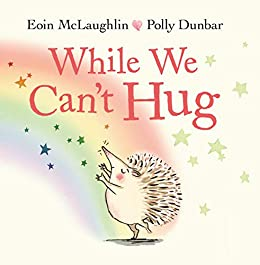 Eoin McLaughlin Polly Dunbar
While We
Can't Hug